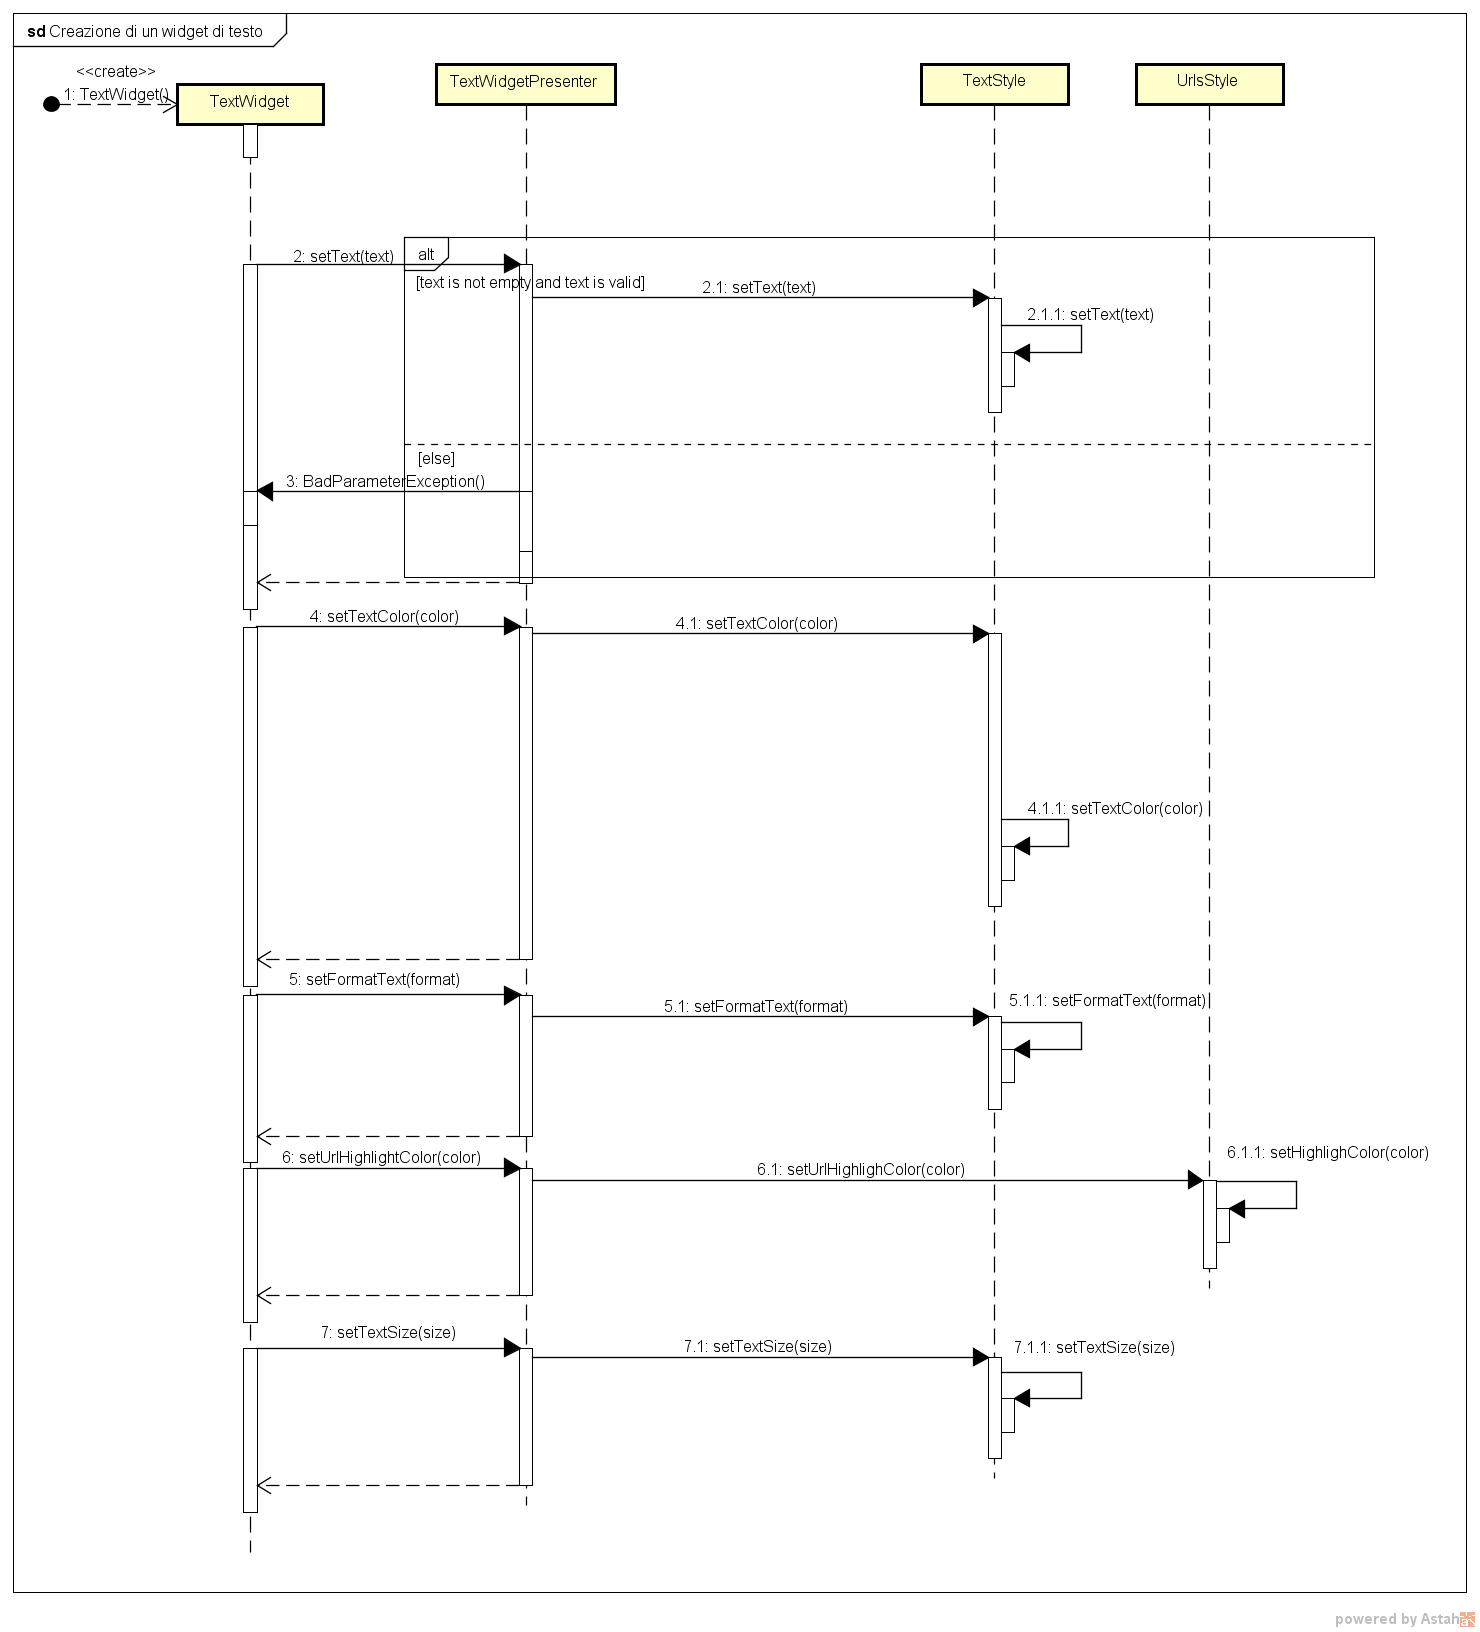 sd Creazione di un widget di testo
<<create>>
1: TextWidget()
TextWidget
TextWidgetPresenter
TextStyle
UrlsStyle
alt
2: setText(text)
[text is not empty and text is valid]
2.1: setText(text)
2.1.1: setText(text)
[else]
3: BadParameterException()
4: setTextColor(color)
4.1: setTextColor(color)
4.1.1: setTextColor(color)
5: setFormatText(format)
5.1: setFormatText(format)
5.1.1: setFormatText(format)
6: setUrlHighlightColor(color)
6.1: setUrlHighlighColor(color)
6.1.1: setHighlighColor(color)
7: setTextSize(size)
7.1: setTextSize(size)
7.1.1: setTextSize(size)
powered by Astah